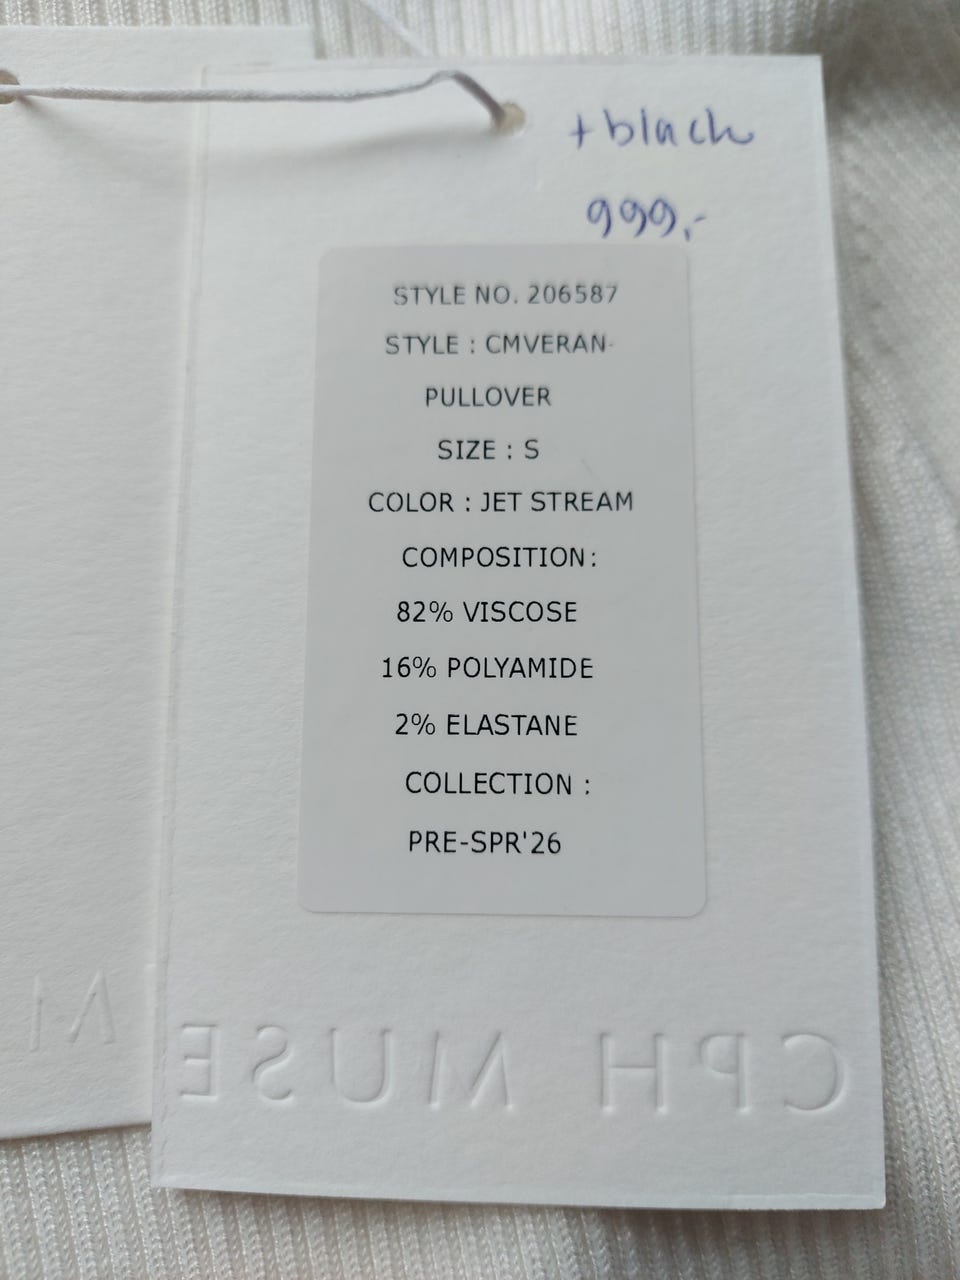 + black
999,-
STYLE NO. 206587
STYLE : CMVERAN-
PULLOVER
SIZE : S
COLOR : JET STREAM
COMPOSITION:
82% VISCOSE
16% POLYAMIDE
2% ELASTANE
COLLECTION :
PRE-SPR'26
CPH MUSE
M